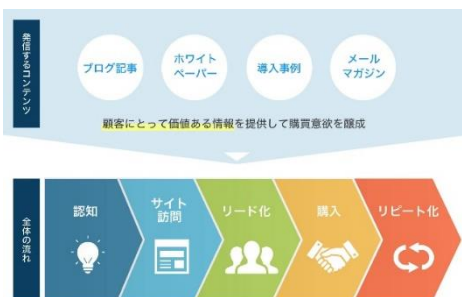 発信するコンテンツ
ブログ記事
ホワイト
ペーパー
導入事例
メール
マガジン
顧客にとって価値ある情報を提供して購買意欲を醸成
全体の流れ
認知
サイト
訪問
リード化
購入
リピート化